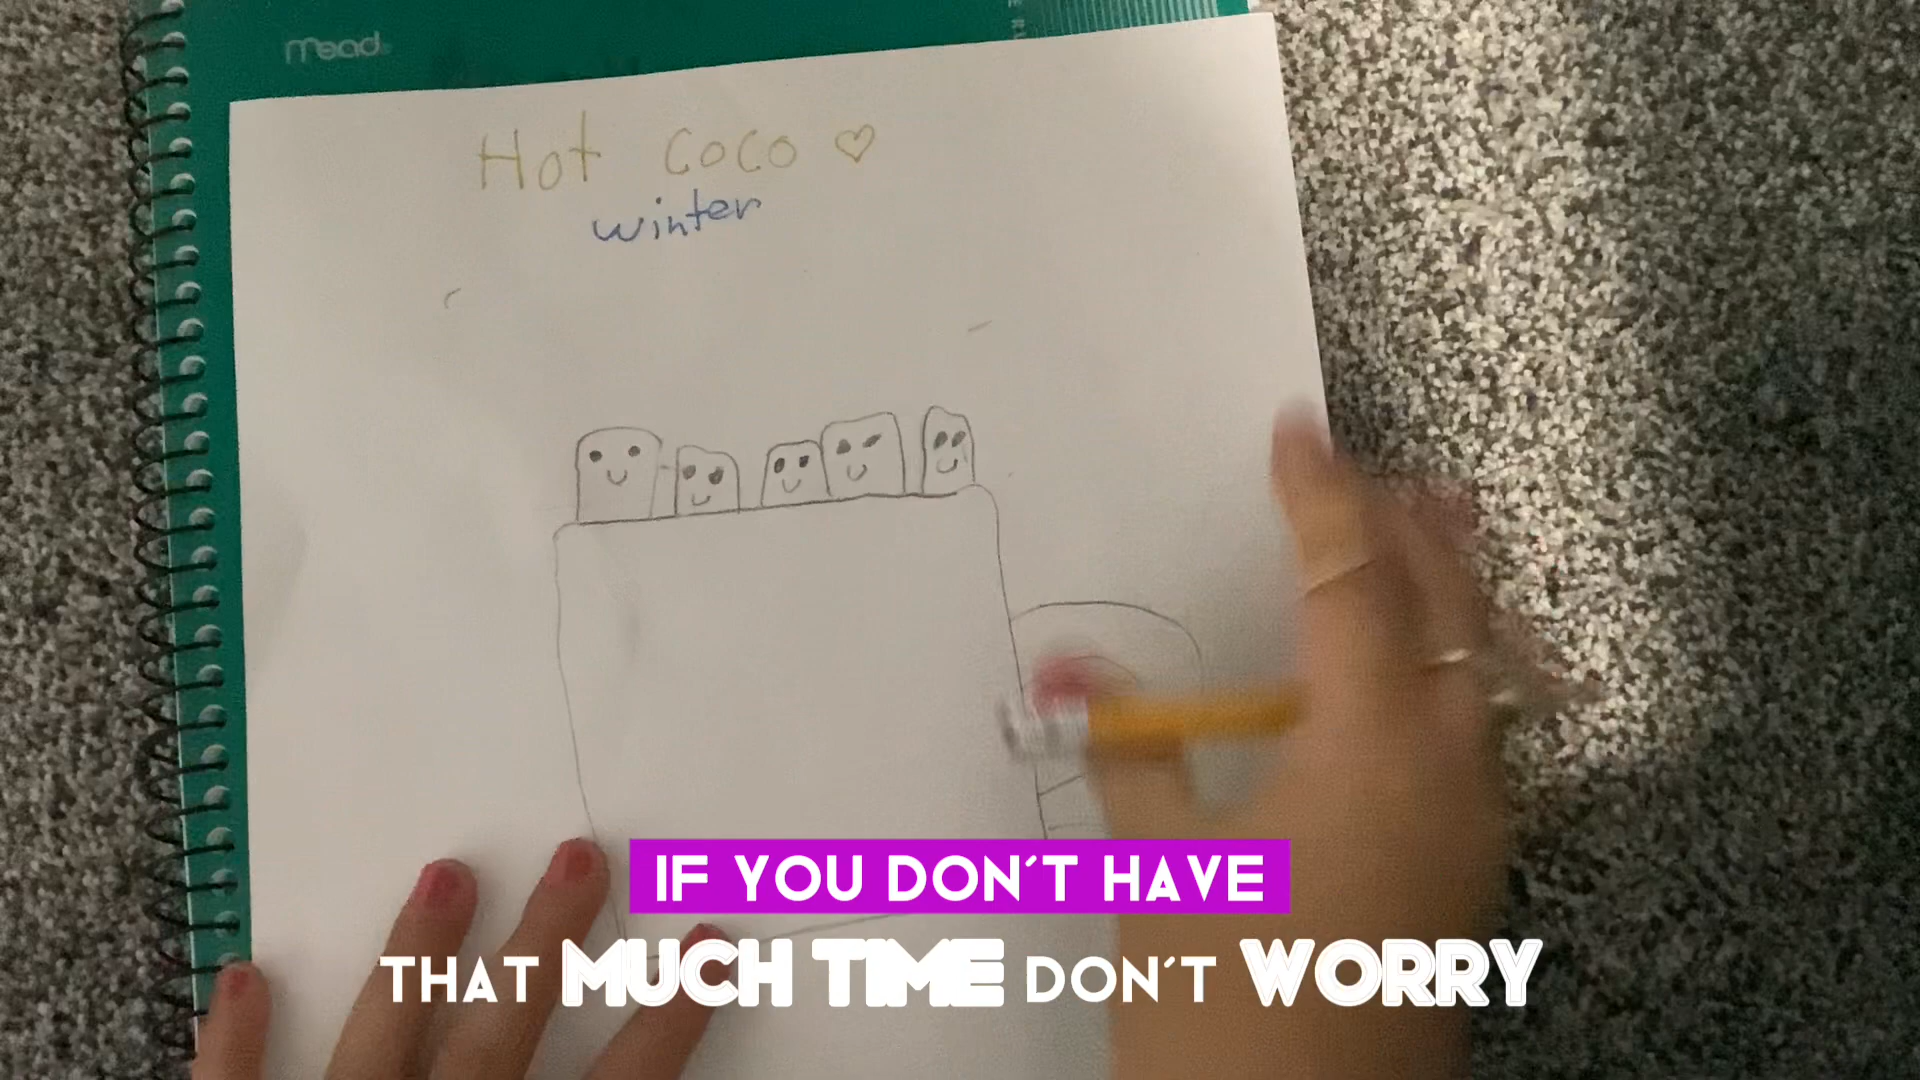 mead
Hot coco ♡
winter
IF YOU DON'T HAVE
THAT MUCH TIME DON'T WORRY